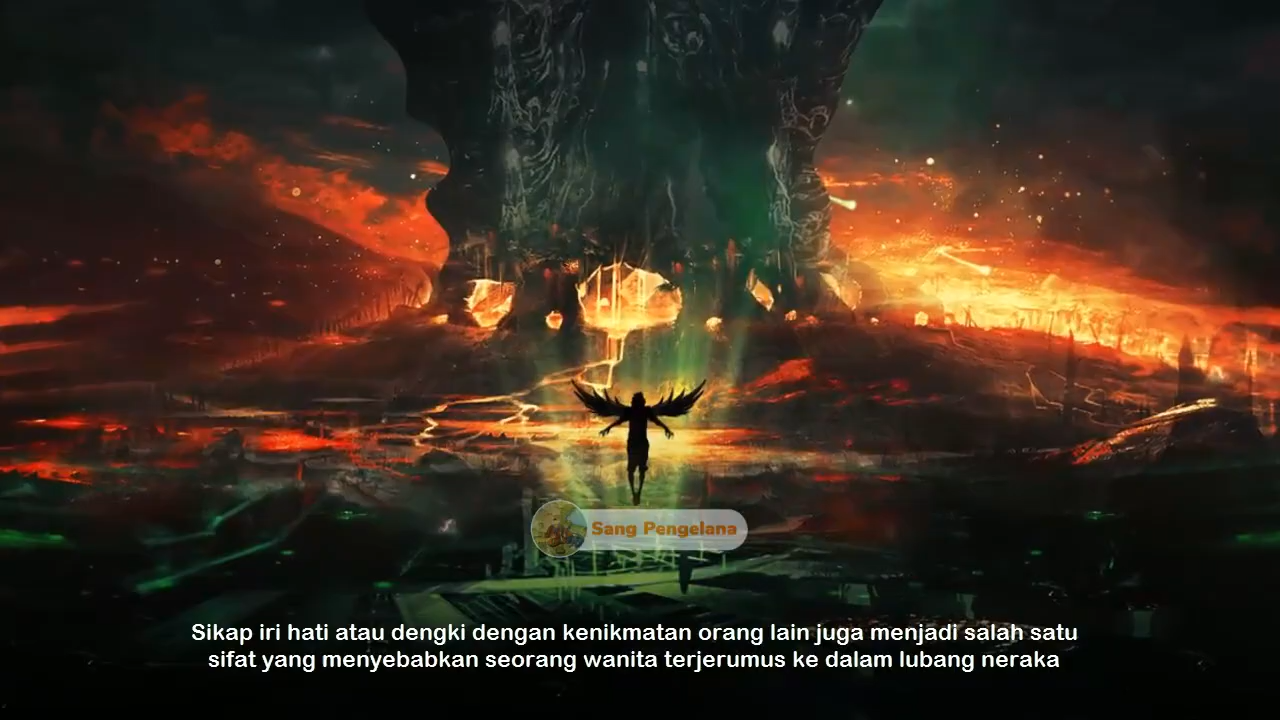 Sang Pengelana
Sikap iri hati atau dengki dengan kenikmatan orang lain juga menjadi salah satu
sifat yang menyebabkan seorang wanita terjerumus ke dalam lubang neraka